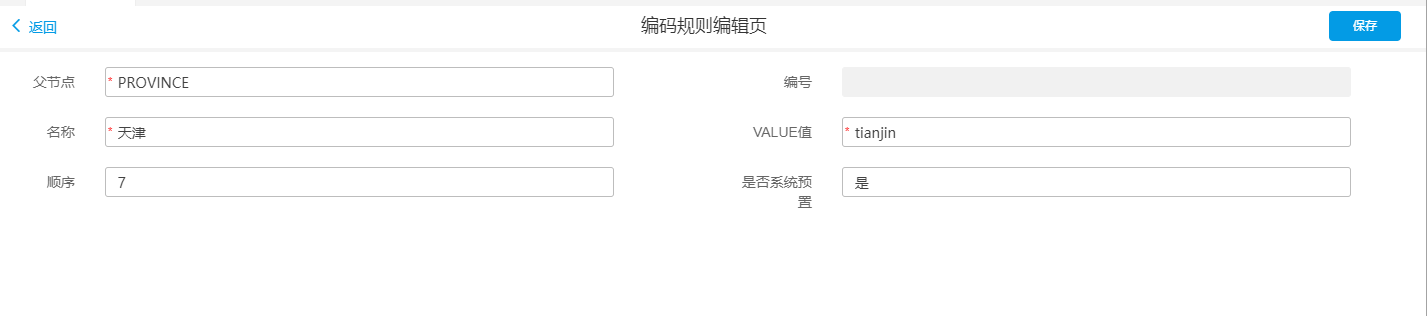 返回
编码规则编辑页
保存
父节点
* PROVINCE
编号
名称
* 天津
VALUE值
* tianjin
顺序
7
是否系统预
置
是